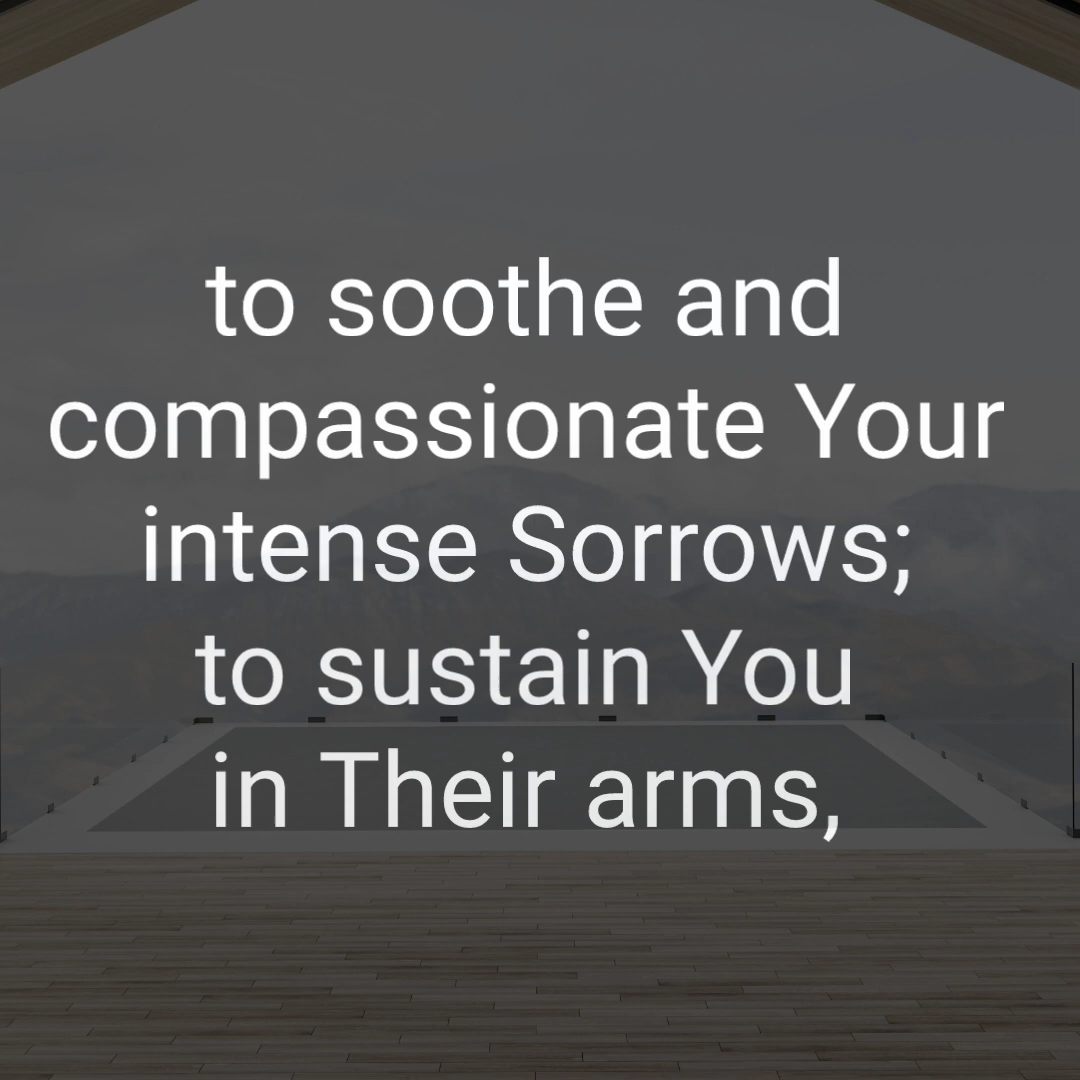 to soothe and
compassionate Your
intense Sorrows;
to sustain You
in Their arms,